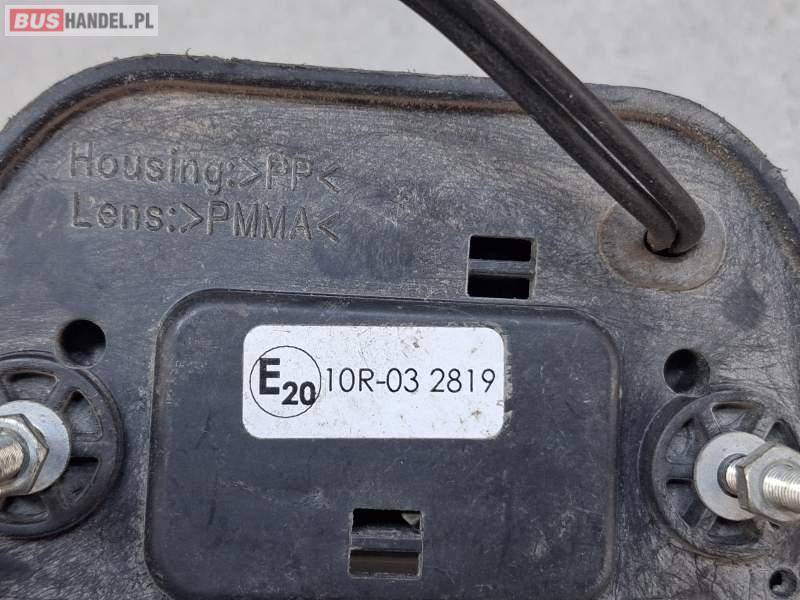 BUSHANDEL.PL
Housing:>PP<
Lens:>PMMA<
E20 10R-03 2819